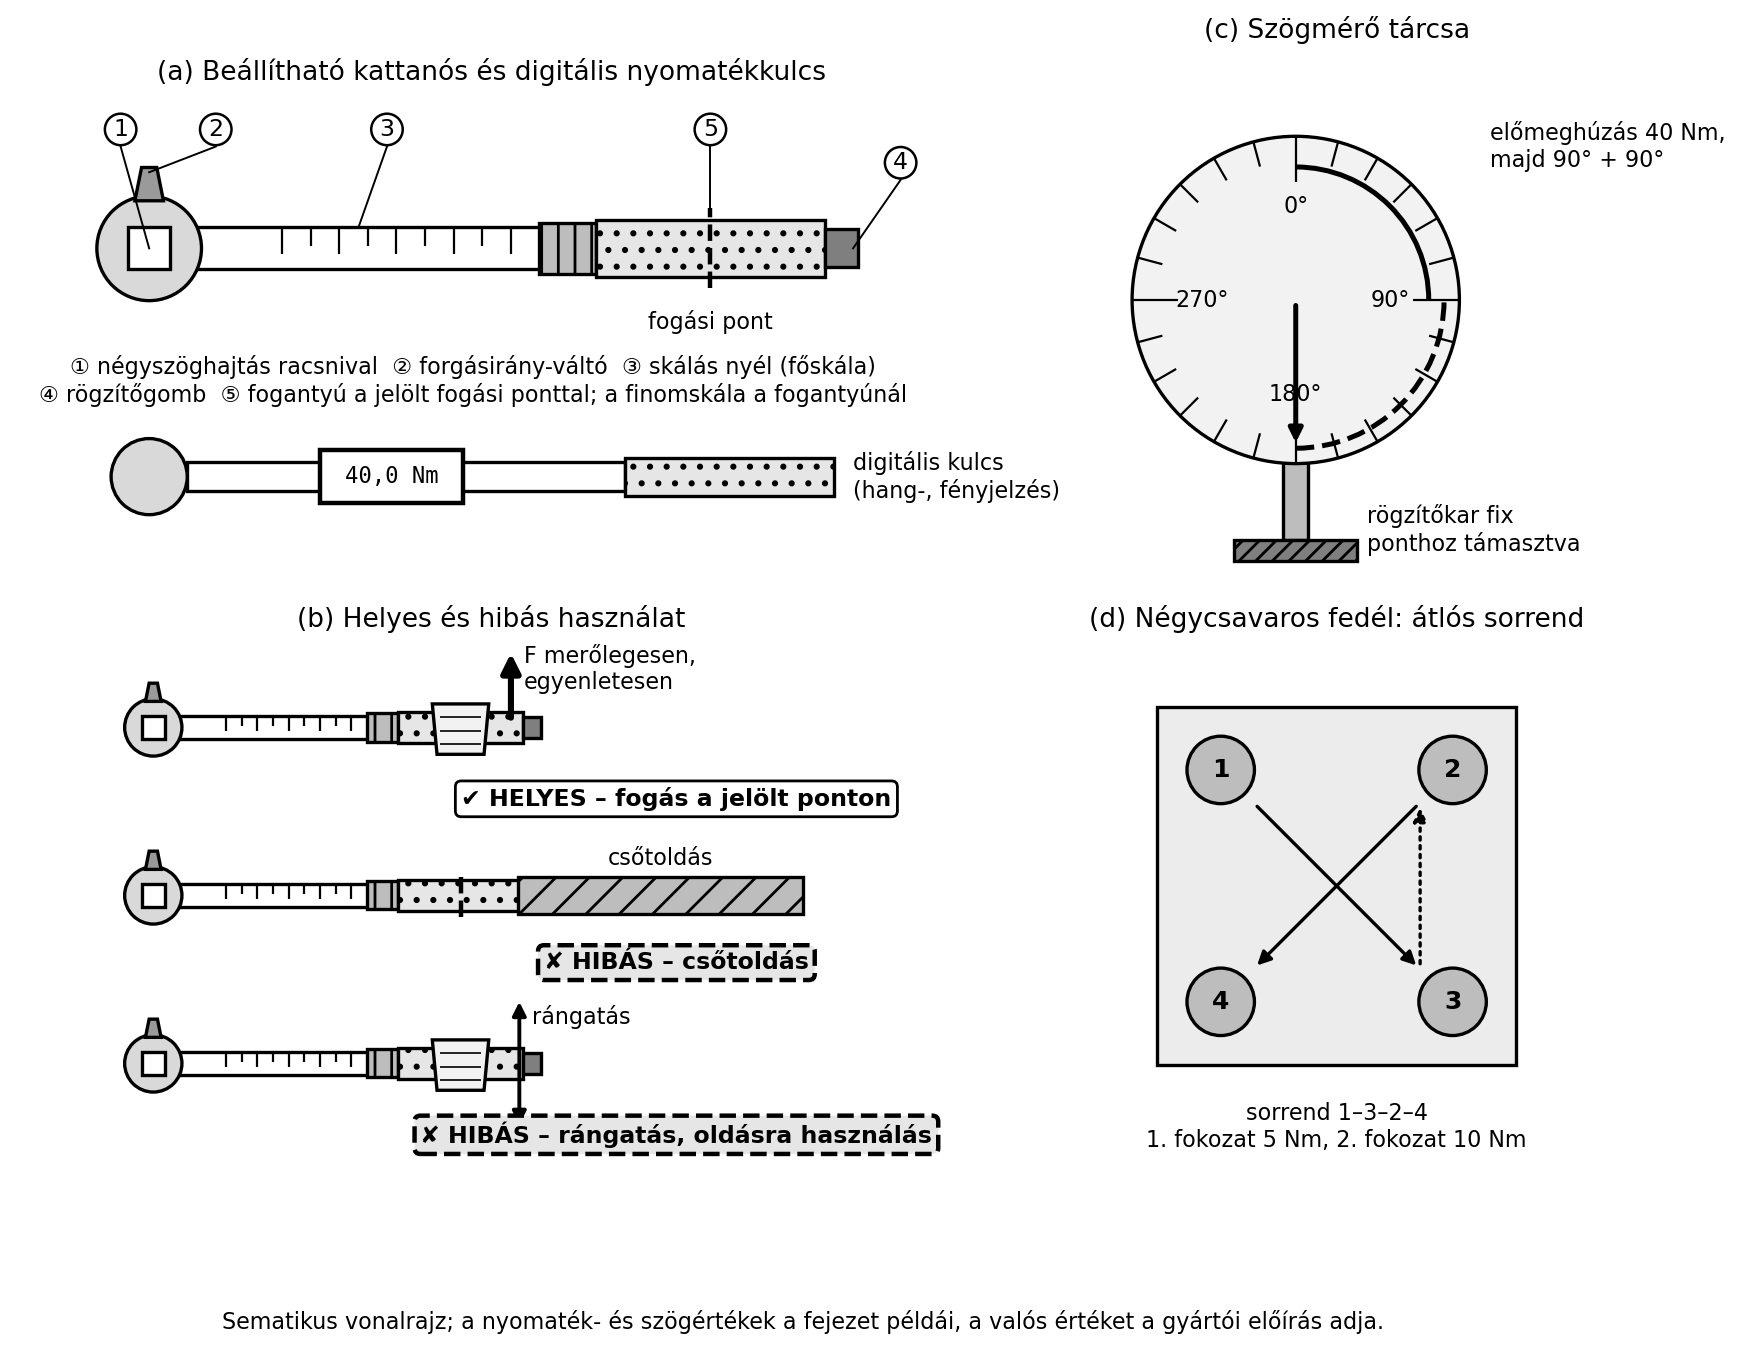 (a) Beállítható kattanós és digitális nyomatékkulcs
1
2
3
5
4
fogási pont
① négyszöghajtás racsnival ② forgásirány-váltó ③ skálás nyél (főskála)
④ rögzítőgomb ⑤ fogantyú a jelölt fogási ponttal; a finomskála a fogantyúnál
40,0 Nm
digitális kulcs
(hang-, fényjelzés)
(c) Szögmérő tárcsa
előmeghúzás 40 Nm,
majd 90° + 90°
0°
270°
90°
180°
rögzítőkar fix
ponthoz támasztva
(b) Helyes és hibás használat
F merőlegesen,
egyenletesen
✔ HELYES – fogás a jelölt ponton
csőtoldás
✘ HIBÁS – csőtoldás
rángatás
✘ HIBÁS – rángatás, oldásra használás
(d) Négycsavaros fedél: átlós sorrend
1
2
4
3
sorrend 1–3–2–4
1. fokozat 5 Nm, 2. fokozat 10 Nm
Sematikus vonalrajz; a nyomaték- és szögértékek a fejezet példái, a valós értéket a gyártói előírás adja.